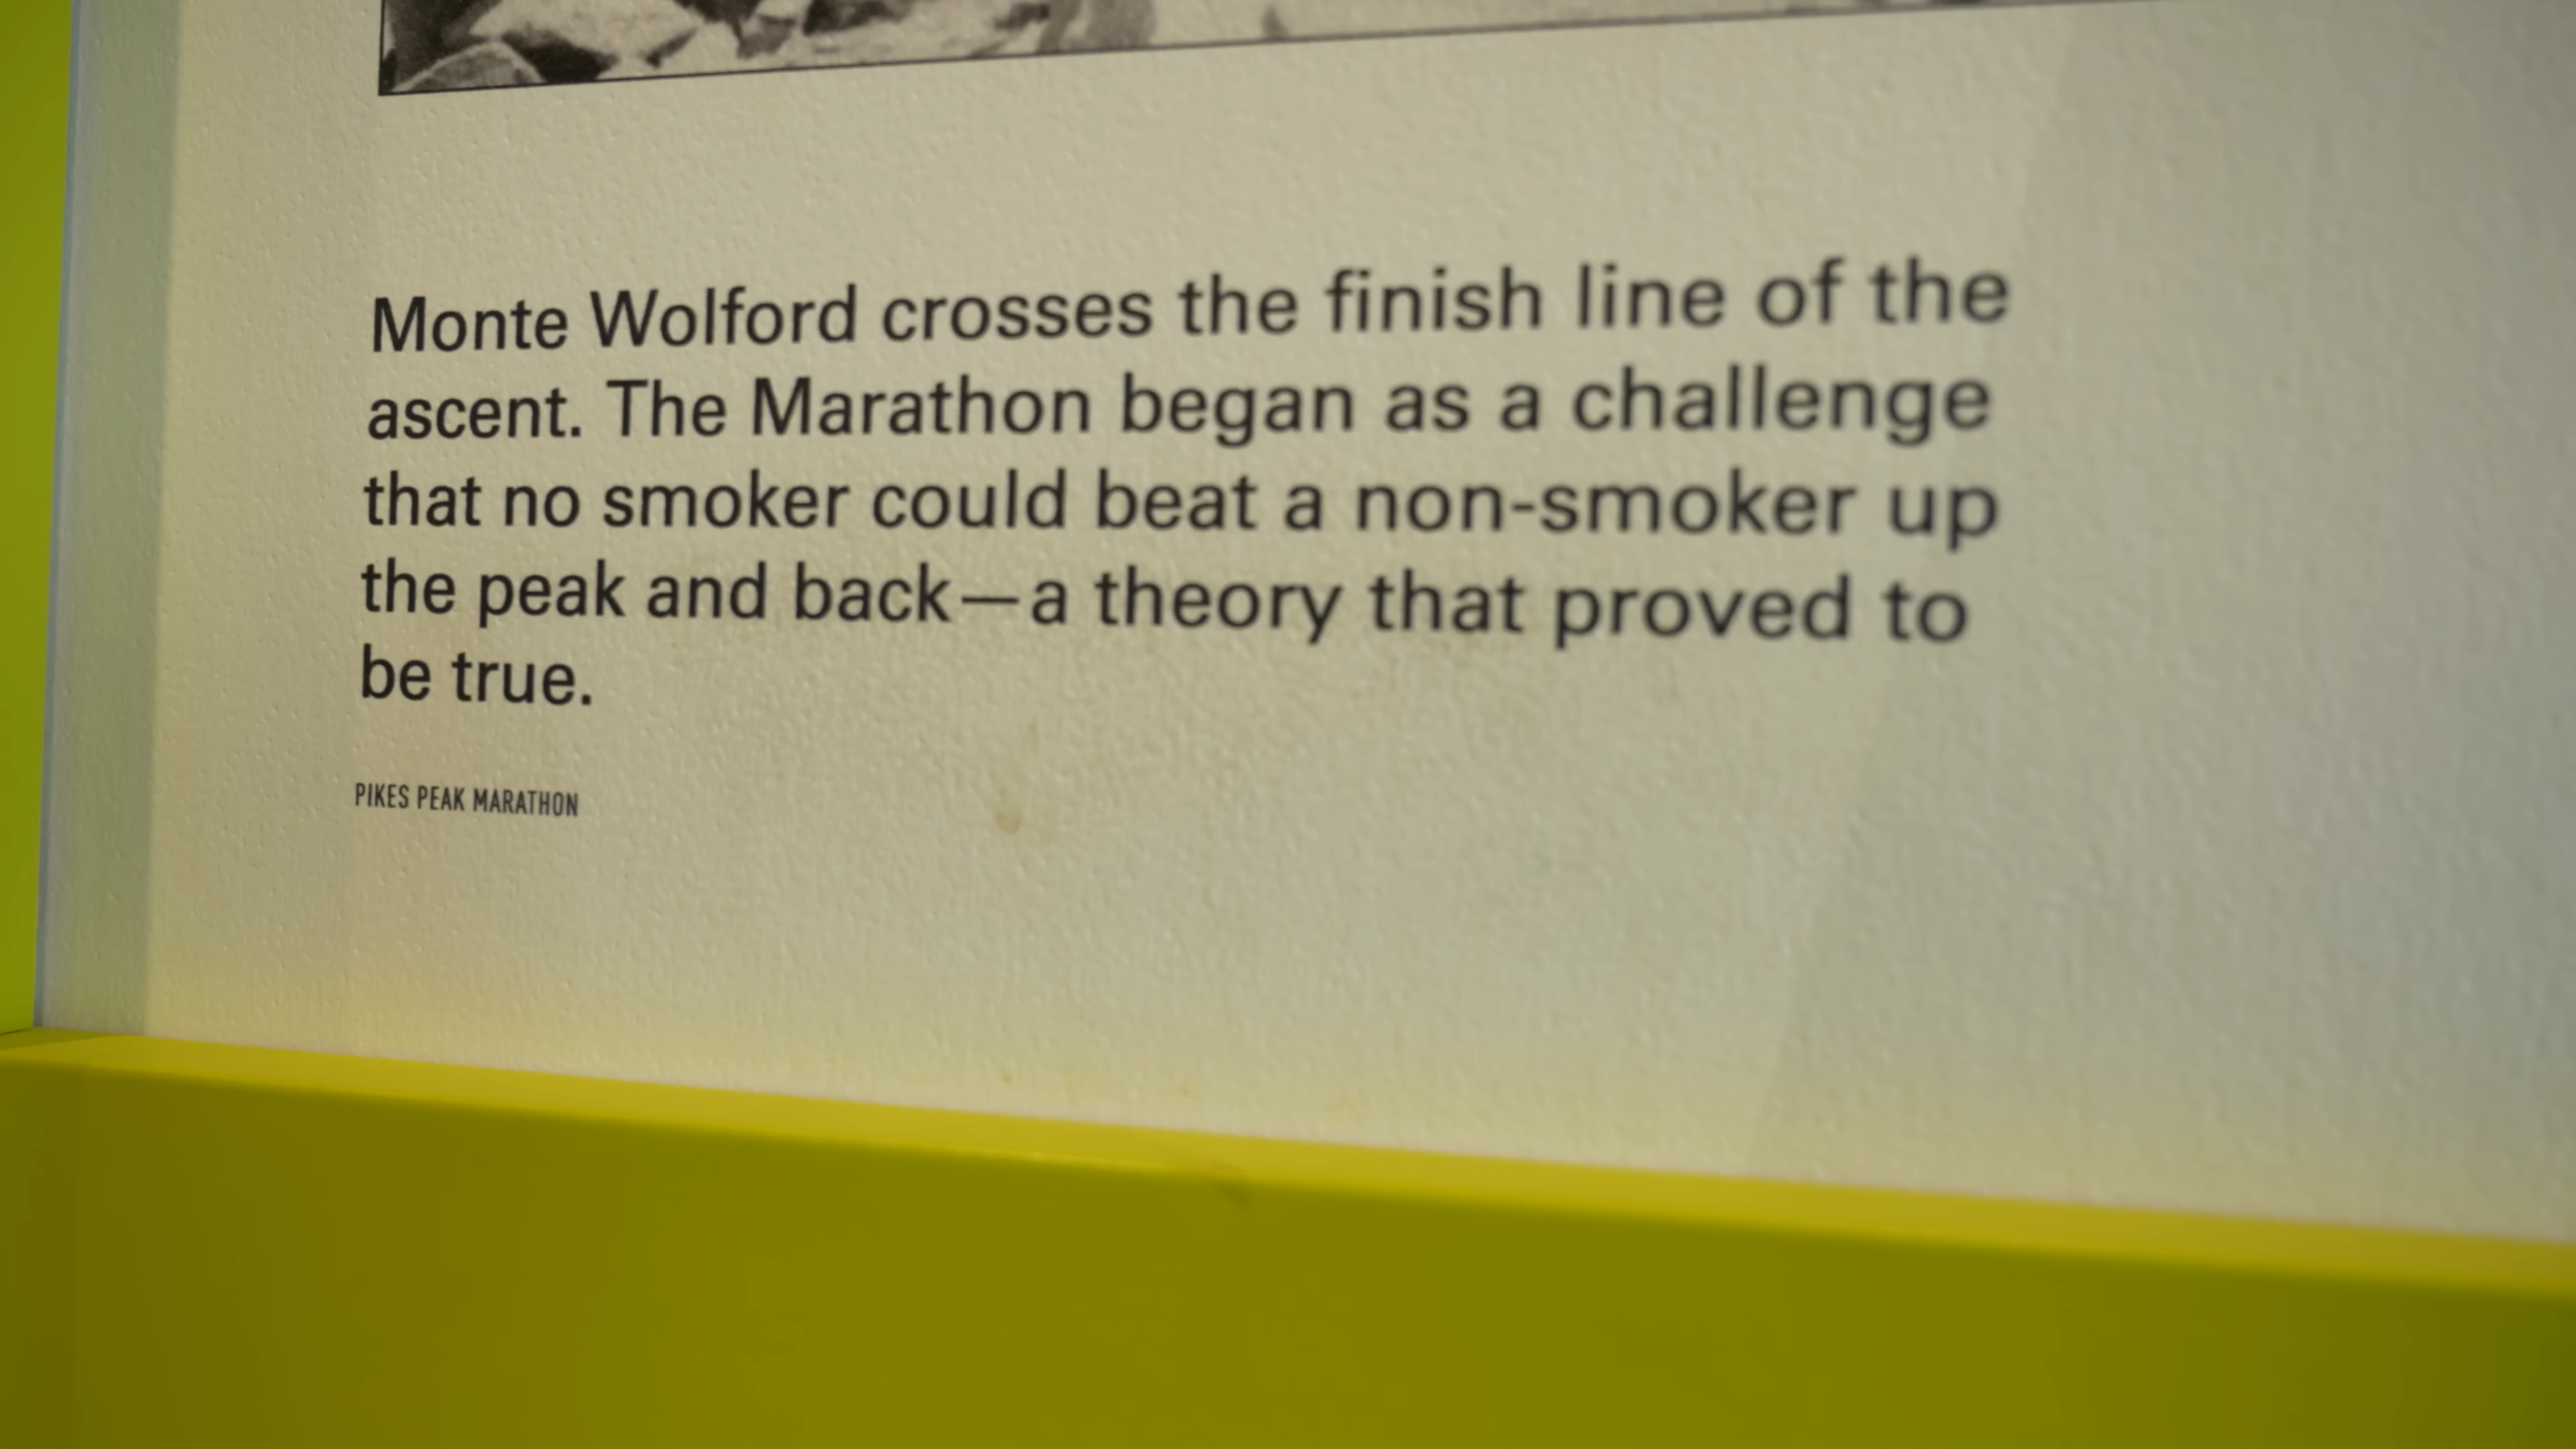 Monte Wolford crosses the finish line of the
ascent. The Marathon began as a challenge
that no smoker could beat a non-smoker up
the peak and back—a theory that proved to
be true.
PIKES PEAK MARATHON